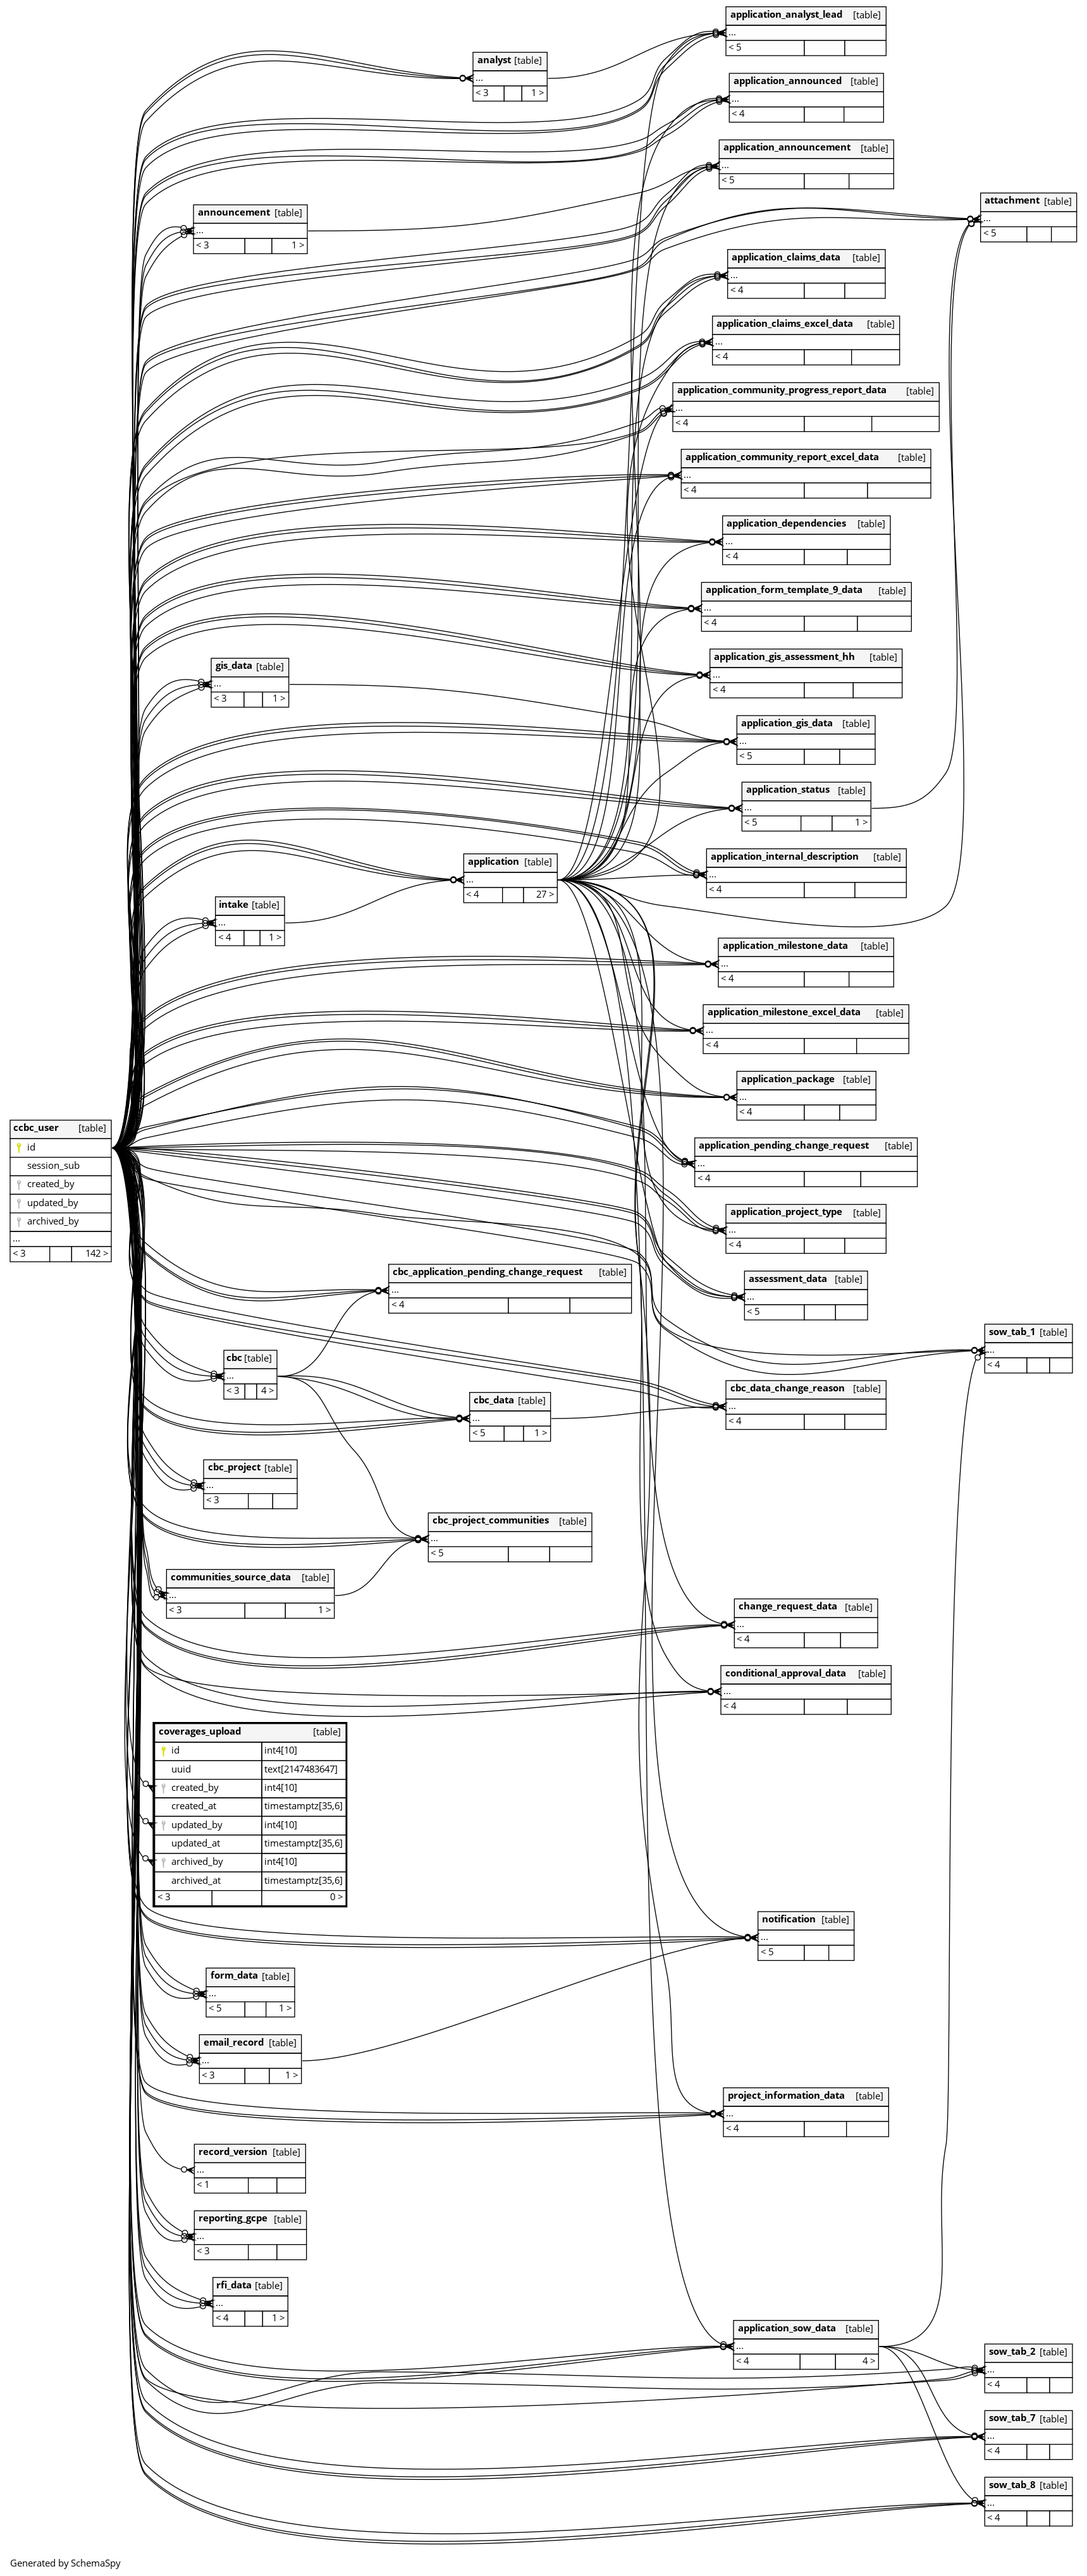 application_analyst_lead [table]
...
< 5
analyst [table]
...
< 3 1 >
application_announced [table]
...
< 4
application_announcement [table]
...
< 5
attachment [table]
...
< 5
announcement [table]
...
< 3 1 >
application_claims_data [table]
...
< 4
application_claims_excel_data [table]
...
< 4
application_community_progress_report_data [table]
...
< 4
application_community_report_excel_data [table]
...
< 4
application_dependencies [table]
...
< 4
application_form_template_9_data [table]
...
< 4
application_gis_assessment_hh [table]
...
< 4
gis_data [table]
...
< 3 1 >
application_gis_data [table]
...
< 5
application_status [table]
...
< 5 1 >
application_internal_description [table]
...
< 4
application [table]
...
< 4 27 >
intake [table]
...
< 4 1 >
application_milestone_data [table]
...
< 4
application_milestone_excel_data [table]
...
< 4
application_package [table]
...
< 4
ccbc_user [table]
id
session_sub
created_by
updated_by
archived_by
...
< 3 142 >
application_pending_change_request [table]
...
< 4
application_project_type [table]
...
< 4
cbc_application_pending_change_request [table]
...
< 4
assessment_data [table]
...
< 5
sow_tab_1 [table]
...
< 4
cbc [table]
...
< 3 4 >
cbc_data [table]
...
< 5 1 >
cbc_data_change_reason [table]
...
< 4
cbc_project [table]
...
< 3
cbc_project_communities [table]
...
< 5
communities_source_data [table]
...
< 3 1 >
change_request_data [table]
...
< 4
conditional_approval_data [table]
...
< 4
coverages_upload [table]
id int4[10]
uuid text[2147483647]
created_by int4[10]
created_at timestamptz[35,6]
updated_by int4[10]
updated_at timestamptz[35,6]
archived_by int4[10]
archived_at timestamptz[35,6]
< 3 0 >
notification [table]
...
< 5
form_data [table]
...
< 5 1 >
email_record [table]
...
< 3 1 >
project_information_data [table]
...
< 4
record_version [table]
...
< 1
reporting_gcpe [table]
...
< 3
rfi_data [table]
...
< 4 1 >
application_sow_data [table]
...
< 4 4 >
sow_tab_2 [table]
...
< 4
sow_tab_7 [table]
...
< 4
sow_tab_8 [table]
...
< 4
Generated by SchemaSpy